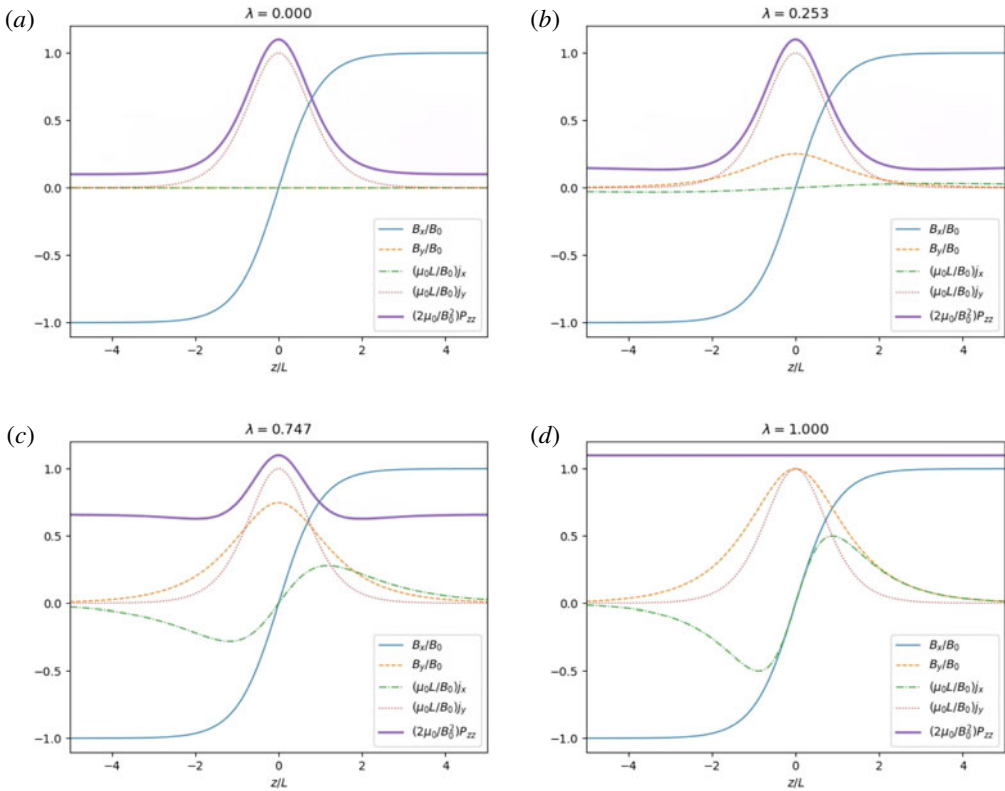 (a)
λ = 0.000
1.0
0.5
0.0
−0.5
−1.0
B_x/B_0
B_y/B_0
(μ_0L/B_0)j_x
(μ_0L/B_0)j_y
(2μ_0/B_0^2)P_zz
−4
−2
0
2
4
z/L
(b)
λ = 0.253
1.0
0.5
0.0
−0.5
−1.0
B_x/B_0
B_y/B_0
(μ_0L/B_0)j_x
(μ_0L/B_0)j_y
(2μ_0/B_0^2)P_zz
−4
−2
0
2
4
z/L
(c)
λ = 0.747
1.0
0.5
0.0
−0.5
−1.0
B_x/B_0
B_y/B_0
(μ_0L/B_0)j_x
(μ_0L/B_0)j_y
(2μ_0/B_0^2)P_zz
−4
−2
0
2
4
z/L
(d)
λ = 1.000
1.0
0.5
0.0
−0.5
−1.0
B_x/B_0
B_y/B_0
(μ_0L/B_0)j_x
(μ_0L/B_0)j_y
(2μ_0/B_0^2)P_zz
−4
−2
0
2
4
z/L